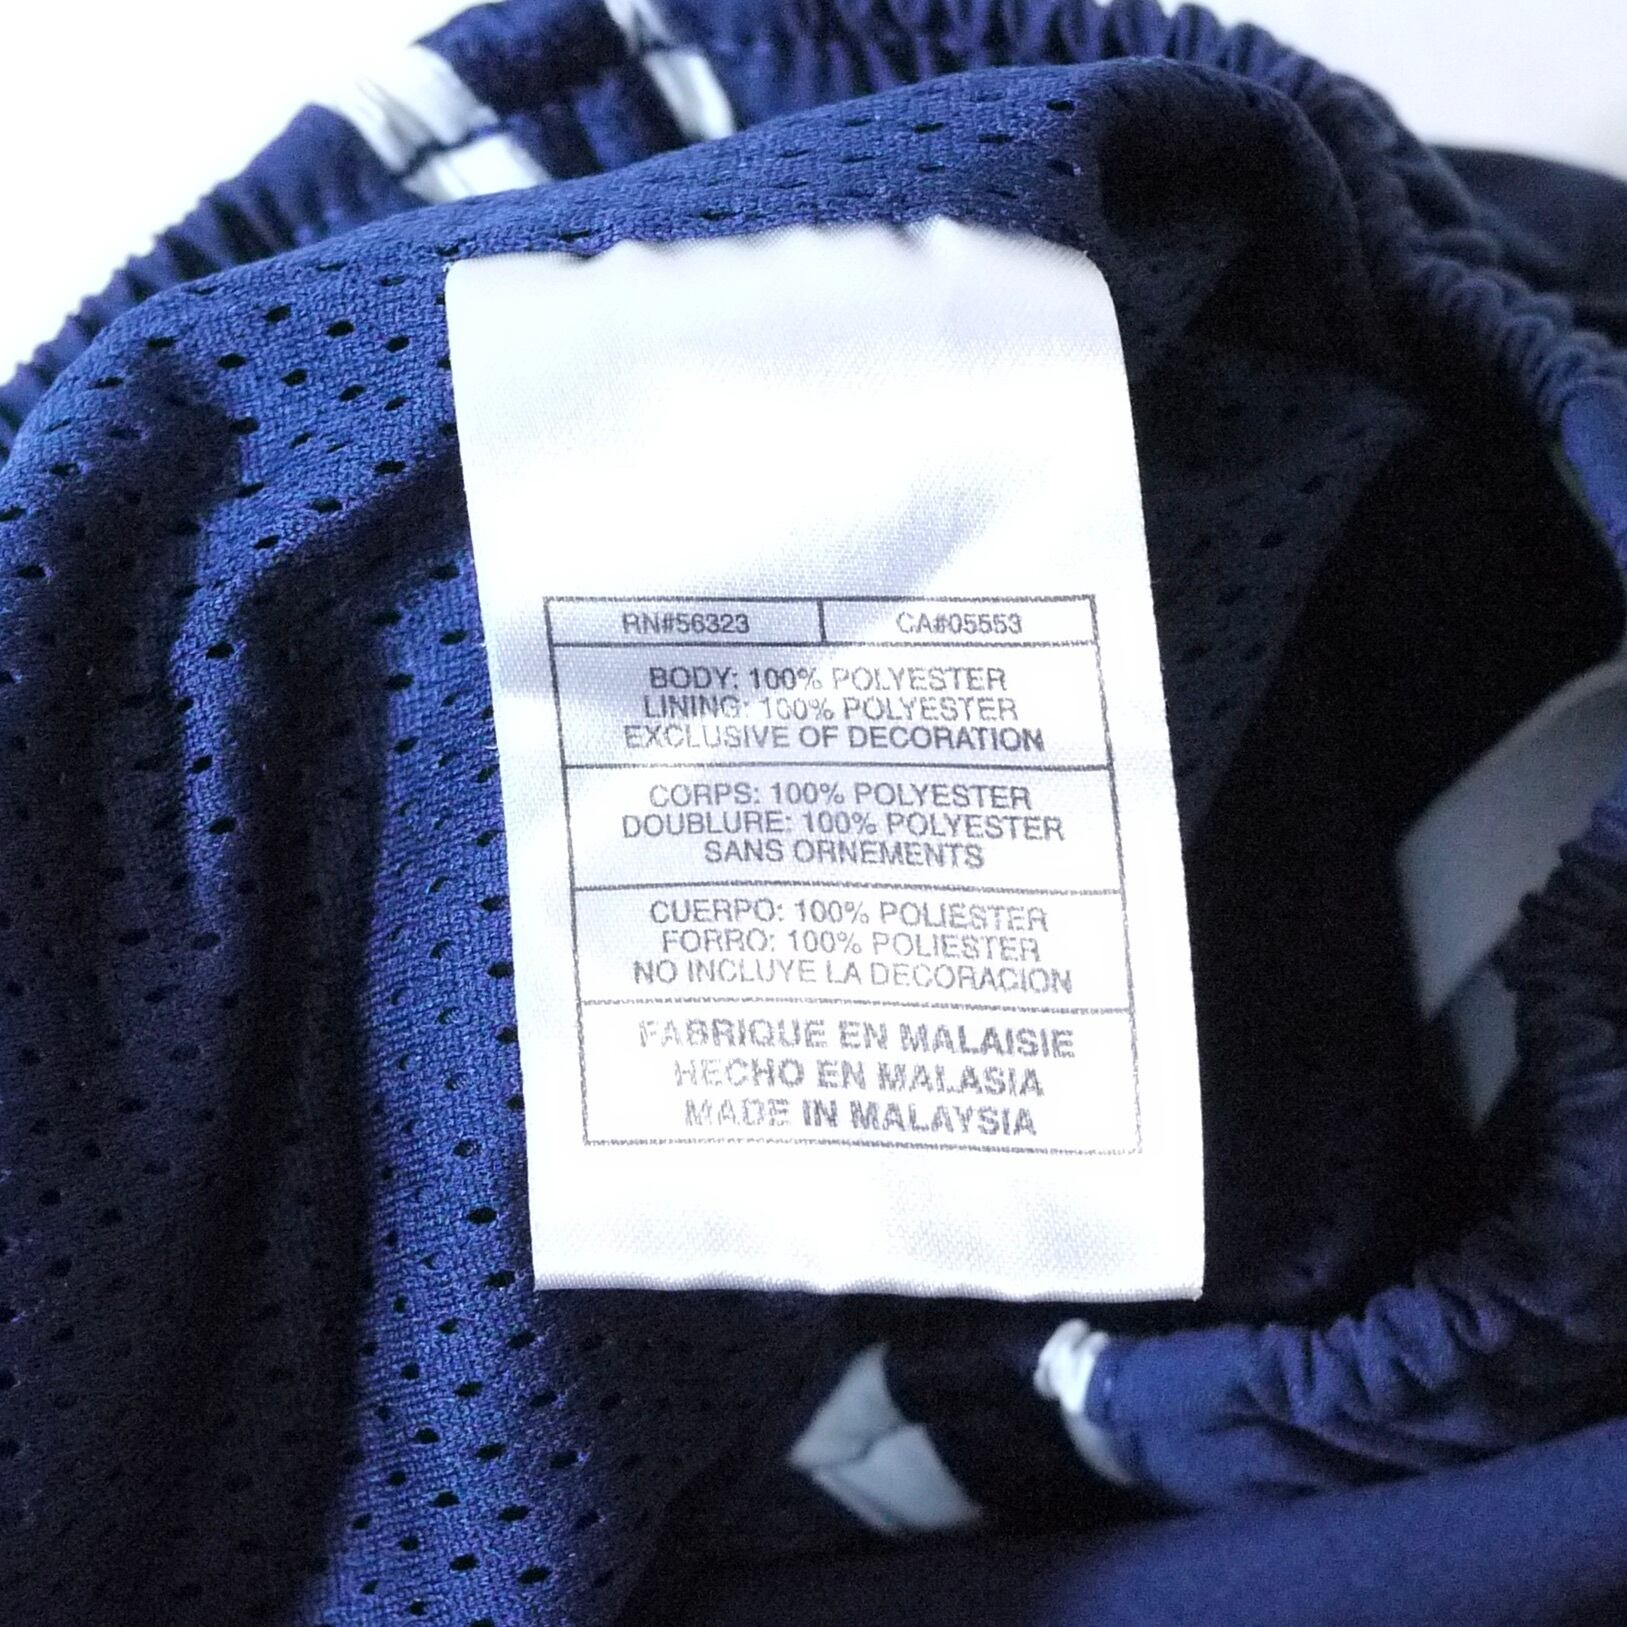 RN#56323 CA#05553
BODY: 100% POLYESTER
LINING: 100% POLYESTER
EXCLUSIVE OF DECORATION
CORPS: 100% POLYESTER
DOUBLURE: 100% POLYESTER
SANS ORNEMENTS
CUERPO: 100% POLIESTER
FORRO: 100% POLIESTER
NO INCLUYE LA DECORACION
FABRIQUE EN MALAISIE
HECHO EN MALASIA
MADE IN MALAYSIA